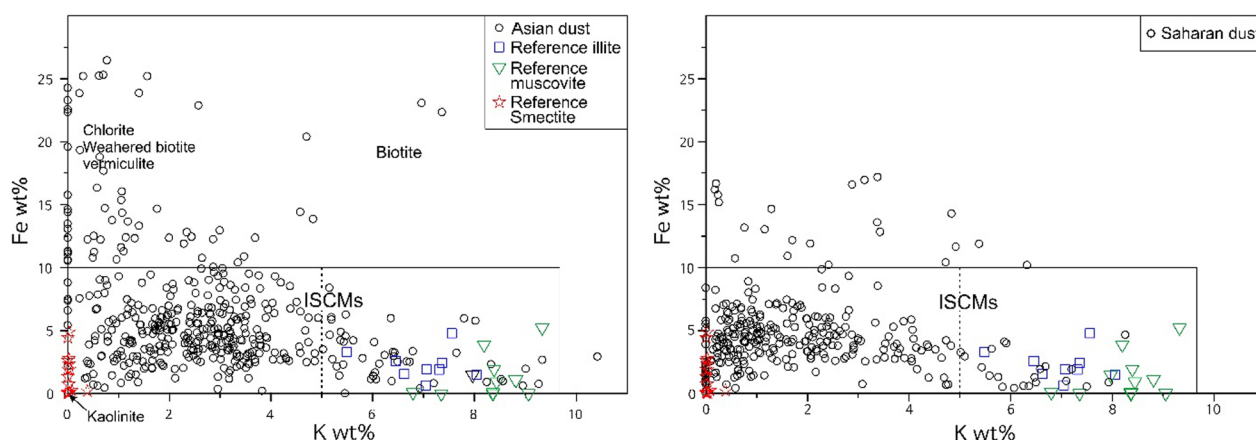 Asian dust
Reference illite
Reference
muscovite
Reference
Smectite
Chlorite
Weahered biotite
vermiculite
Biotite
ISCMs
Kaolinite
Fe wt%
25
20
15
10
5
0
0
2
4
6
8
10
K wt%
Saharan dust
ISCMs
Fe wt%
25
20
15
10
5
0
0
2
4
6
8
10
K wt%